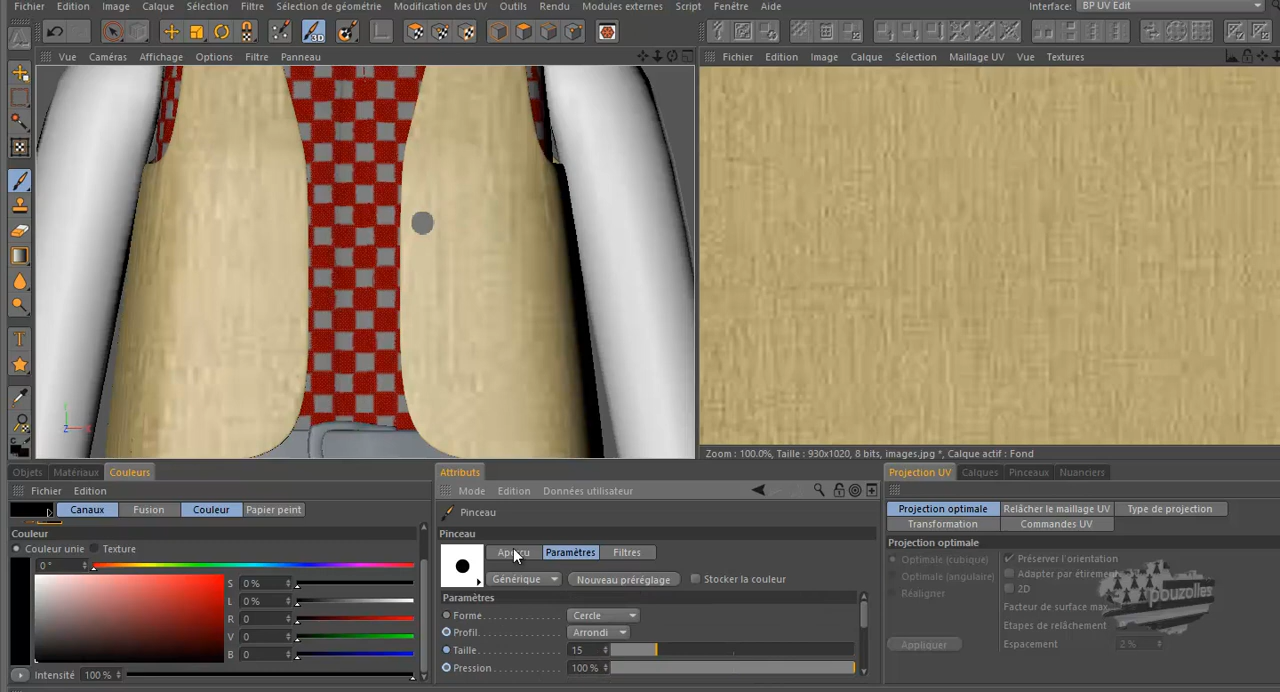 Fichier Edition Image Calque Sélection Filtre Sélection de géométrie Modification des UV Outils Rendu Modules externes Script Fenêtre Aide Interface: BP UV Edit
3D
Vue Caméras Affichage Options Filtre Panneau
Fichier Edition Image Calque Sélection Maillage UV Vue Textures
Zoom : 100.0%, Taille : 930x1020, 8 bits, images.jpg *, Calque actif : Fond
Objets Matériaux Couleurs
Attributs
Projection UV Calques Pinceaux Nuanciers
Fichier Edition
Mode Edition Données utilisateur
Canaux Fusion Couleur Papier peint
Pinceau
Projection optimale Relâcher le maillage UV Type de projection
Transformation Commandes UV
Couleur
Pinceau
Projection optimale
Couleur unie Texture
Aperçu Paramètres Filtres
Optimale (cubique) Préserver l'orientation
0 °
Générique Nouveau préréglage Stocker la couleur
Optimale (angulaire) Adapter par étirement
S 0 %
Réaligner 2D
L 0 %
Paramètres
Facteur de surface max
R 0
Forme Cercle
Etapes de relâchement
V 0
Profil Arrondi
Appliquer Espacement 2 %
B 0
Taille 15
Intensité 100 %
Pression 100 %
pbuzolles